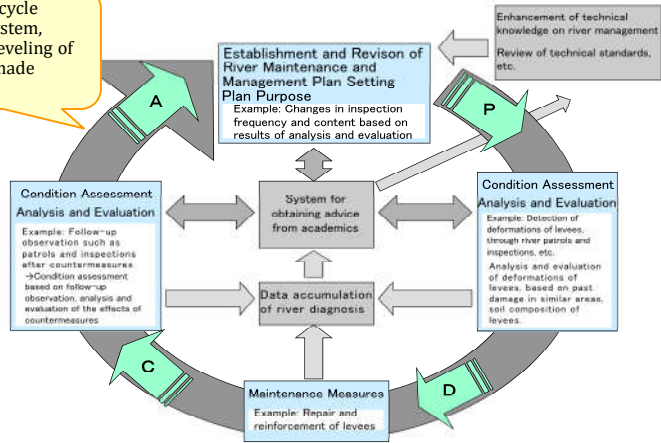 cycle
stem,
eveling of
made
Enhancement of technical
knowledge on river management
Review of technical standards,
etc.
Establishment and Revison of
River Maintenance and
Management Plan Setting
Plan Purpose
Example: Changes in inspection
frequency and content based on
results of analysis and evaluation
A
P
Condition Assessment
Analysis and Evaluation
Example: Follow-up
observation such as
patrols and inspections
after countermeasures
→Condition assessment
based on follow-up
observation, analysis and
evaluation of the effects of
countermeasures
System for
obtaining advice
from academics
Condition Assessment
Analysis and Evaluation
Example: Detection of
deformations of levees,
through river patrols and
inspections, etc.
Analysis and evaluation
of deformations of
levees, based on past
damage in similar areas,
soil composition of
levees.
Data accumulation
of river diagnosis
C
D
Maintenance Measures
Example: Repair and
reinforcement of levees